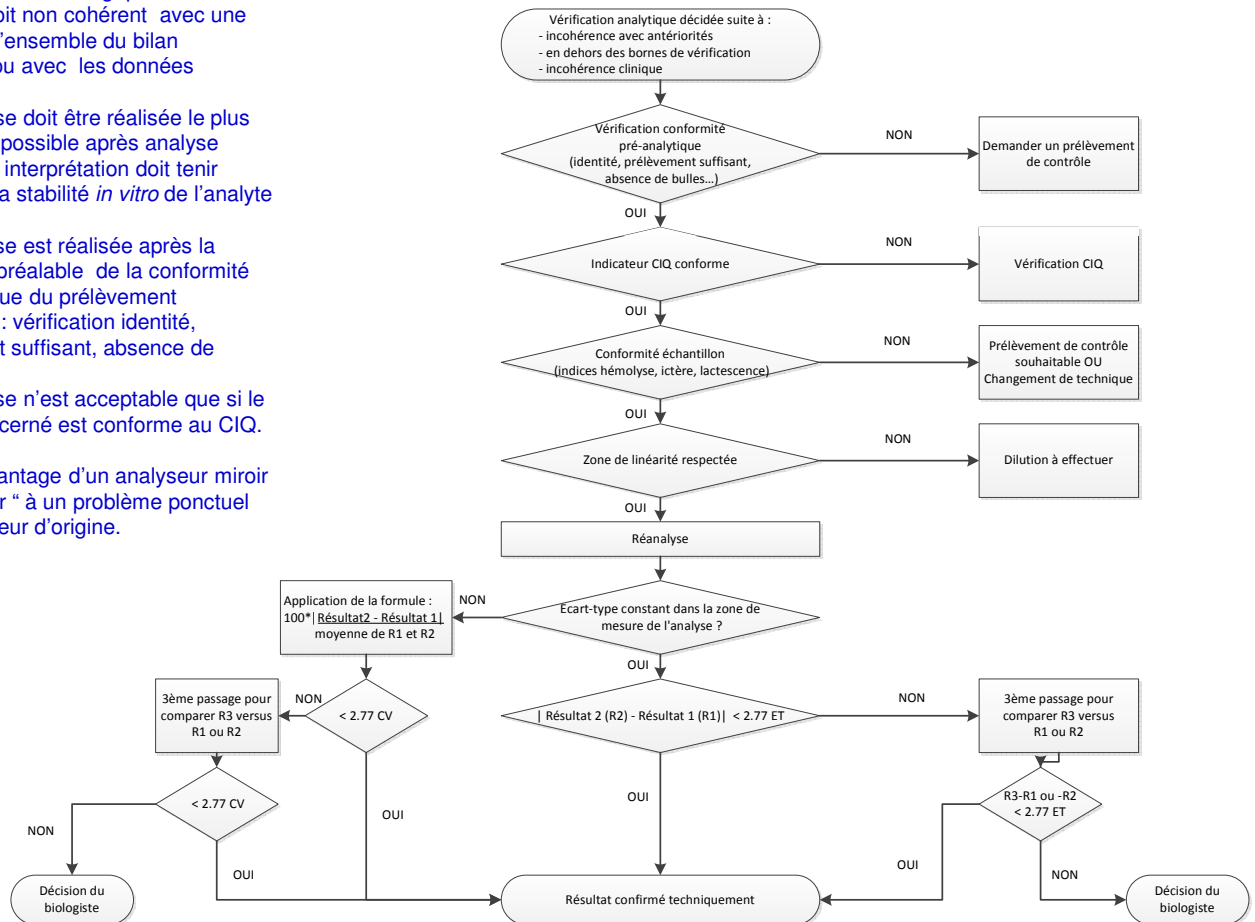 oit non cohérent avec une
'ensemble du bilan
ou avec les données
se doit être réalisée le plus
possible après analyse
interprétation doit tenir
a stabilité in vitro de l'analyte
se est réalisée après la
préalable de la conformité
que du prélèvement
: vérification identité,
t suffisant, absence de
se n'est acceptable que si le
cerné est conforme au CIQ.
antage d'un analyseur miroir
r “ à un problème ponctuel
eur d'origine.
Vérification analytique décidée suite à :
- incohérence avec antériorités
- en dehors des bornes de vérification
- incohérence clinique
Vérification conformité
pré-analytique
(identité, prélèvement suffisant,
absence de bulles…)
NON
Demander un prélèvement
de contrôle
OUI
Indicateur CIQ conforme
NON
Vérification CIQ
OUI
Conformité échantillon
(indices hémolyse, ictère, lactescence)
NON
Prélèvement de contrôle
souhaitable OU
Changement de technique
OUI
Zone de linéarité respectée
NON
Dilution à effectuer
OUI
Réanalyse
Ecart-type constant dans la zone de
mesure de l'analyse ?
NON
Application de la formule :
100*|Résultat2 - Résultat 1|
moyenne de R1 et R2
OUI
< 2.77 CV
NON
3ème passage pour
comparer R3 versus
R1 ou R2
| Résultat 2 (R2) - Résultat 1 (R1)| < 2.77 ET
NON
3ème passage pour
comparer R3 versus
R1 ou R2
< 2.77 CV
OUI
OUI
R3-R1 ou -R2
< 2.77 ET
NON
OUI
OUI
NON
Décision du
biologiste
Résultat confirmé techniquement
Décision du
biologiste